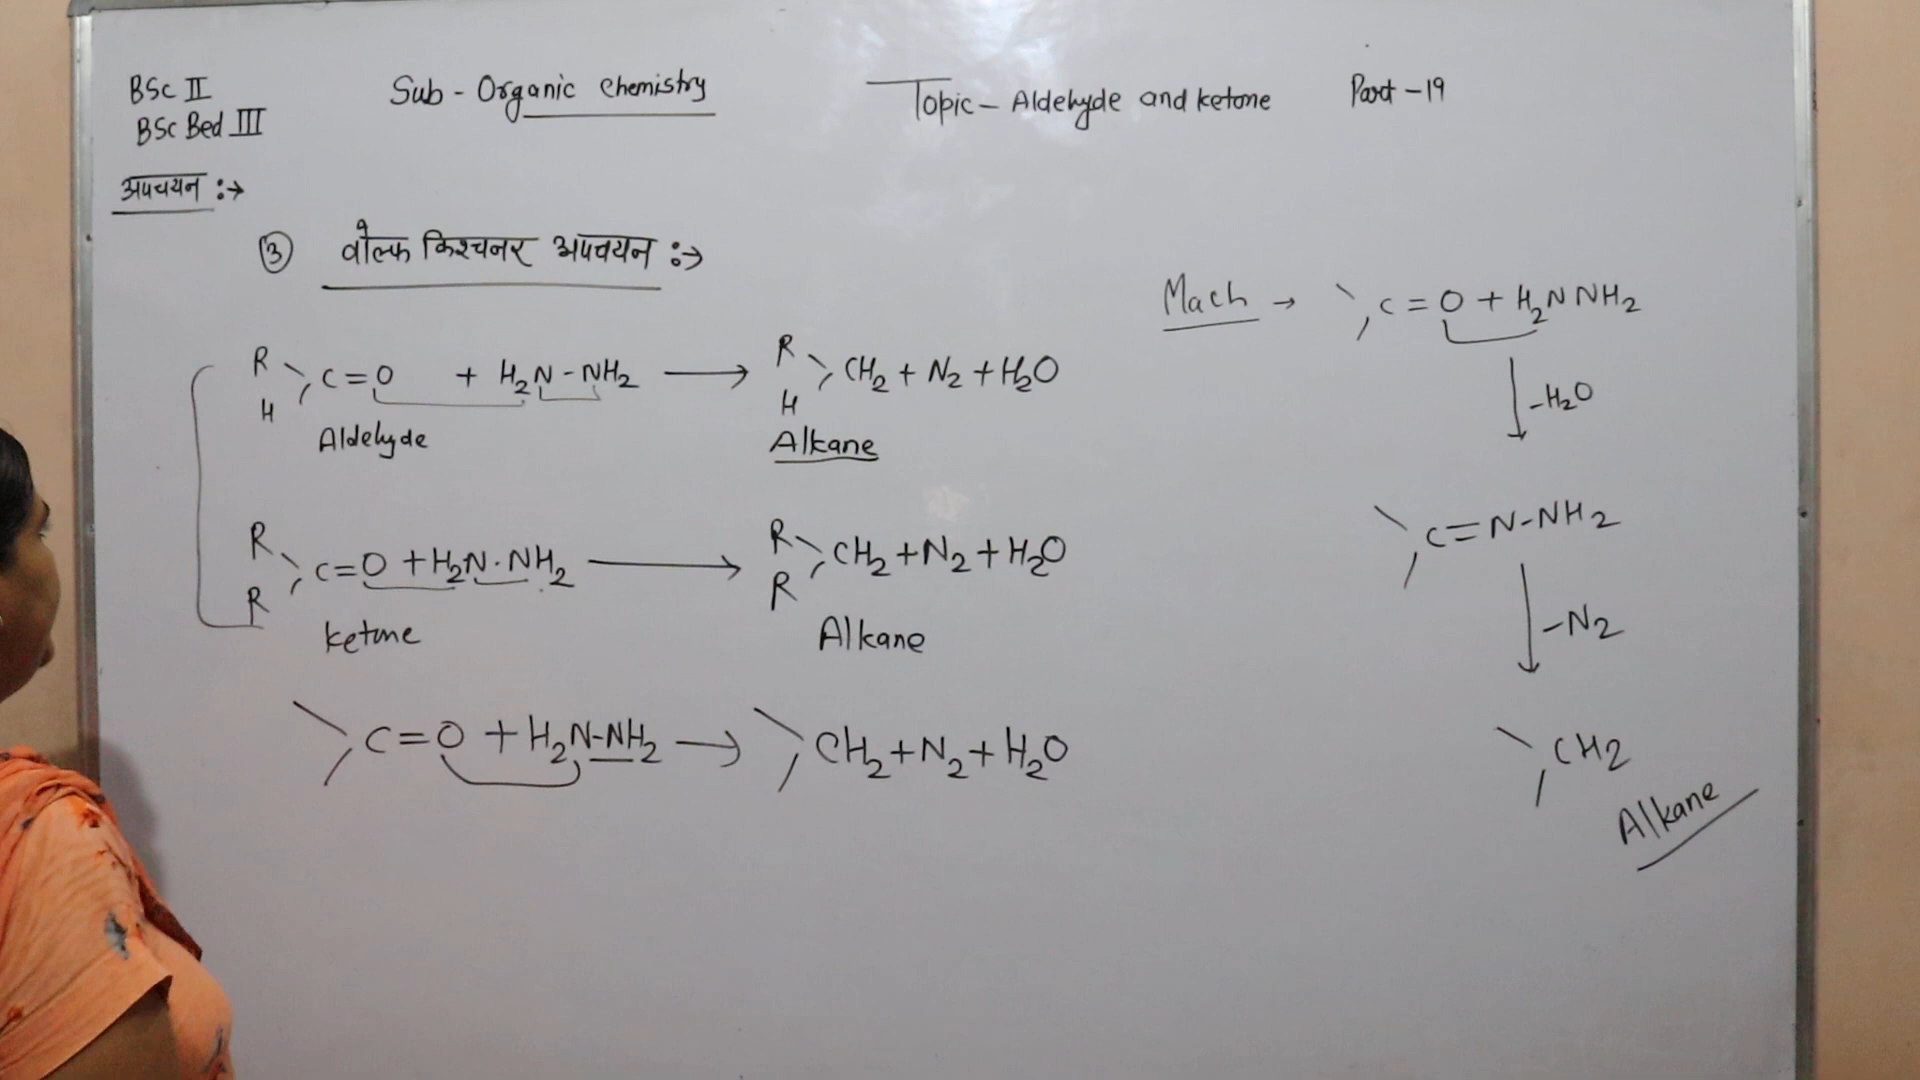 BSc II
BSc Bed III
Sub - Organic Chemistry
Topic - Aldehyde and ketone
Part - 19
अपचयन :→
③ वोल्फ किश्चनर अपचयन :→
R
H
C=O + H2N-NH2 → R
H
CH2 + N2 + H2O
Aldehyde
Alkane
R
R
C=O + H2N·NH2 → R
R
CH2 + N2 + H2O
ketone
Alkane
C=O + H2N-NH2 → CH2 + N2 + H2O
Mach → C=O + H2NNH2
-H2O
C=N-NH2
-N2
CH2
Alkane